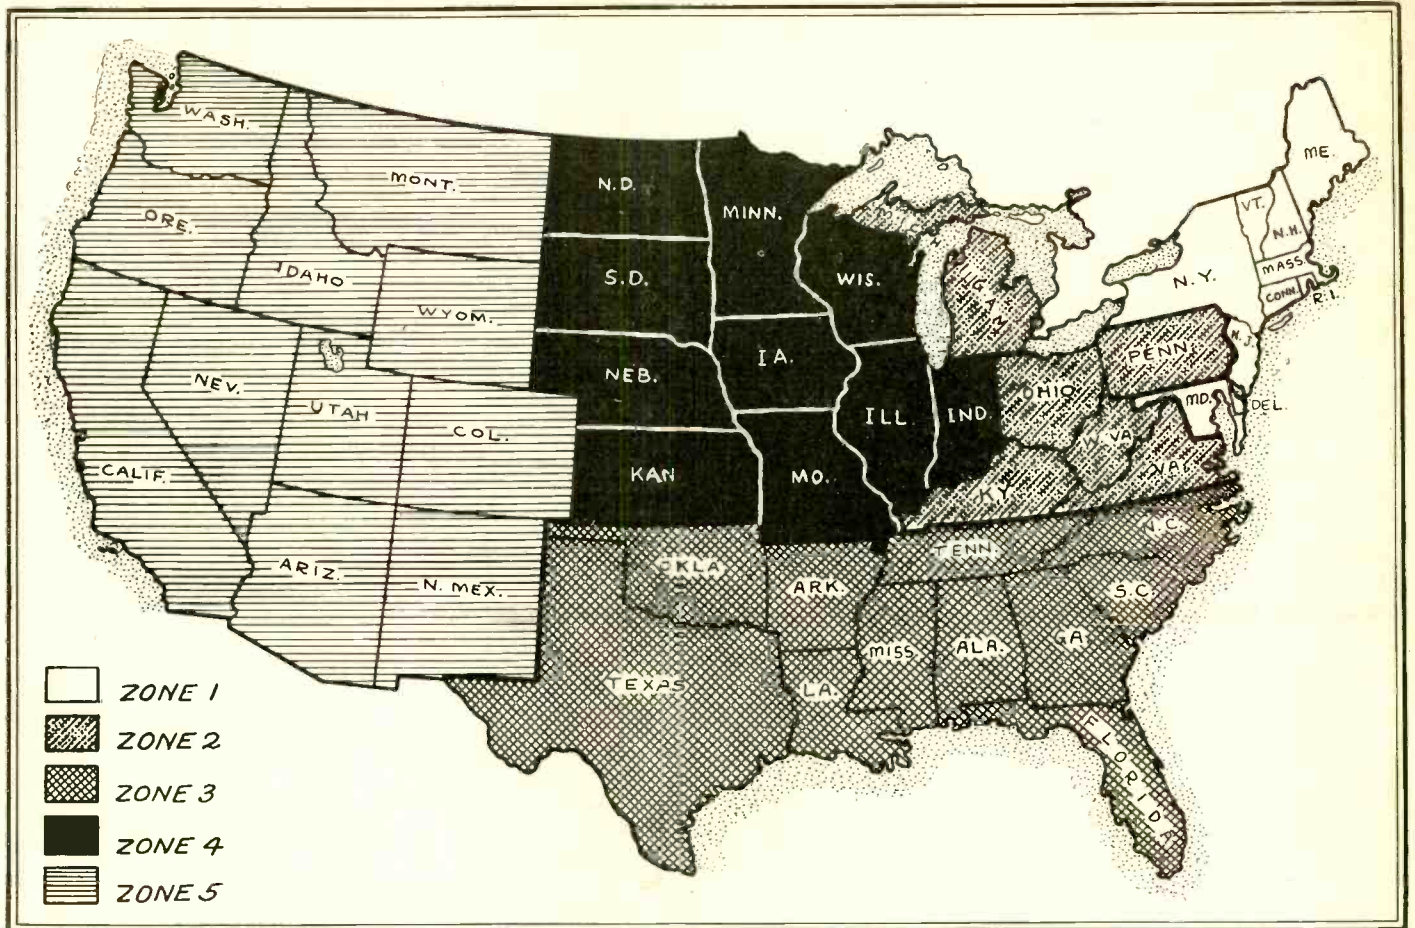 WASH.
MONT.
ME.
N.D.
MINN.
VT.
ORE.
N.H.
IDAHO
S.D.
WIS.
MASS.
N.Y.
CONN.
R.I.
WYOM.
N.J.
PENN.
IA.
NEB.
NEV.
OHIO
MD.
DEL.
UTAH
COL.
ILL.
IND.
W.VA.
VA.
CALIF.
KAN
MO.
KY.
N.C.
TENN.
ARIZ.
N. MEX.
OKLA.
ARK.
S.C.
MISS.
ALA.
GA.
TEXAS
LA.
FLORIDA
ZONE 1
ZONE 2
ZONE 3
ZONE 4
ZONE 5